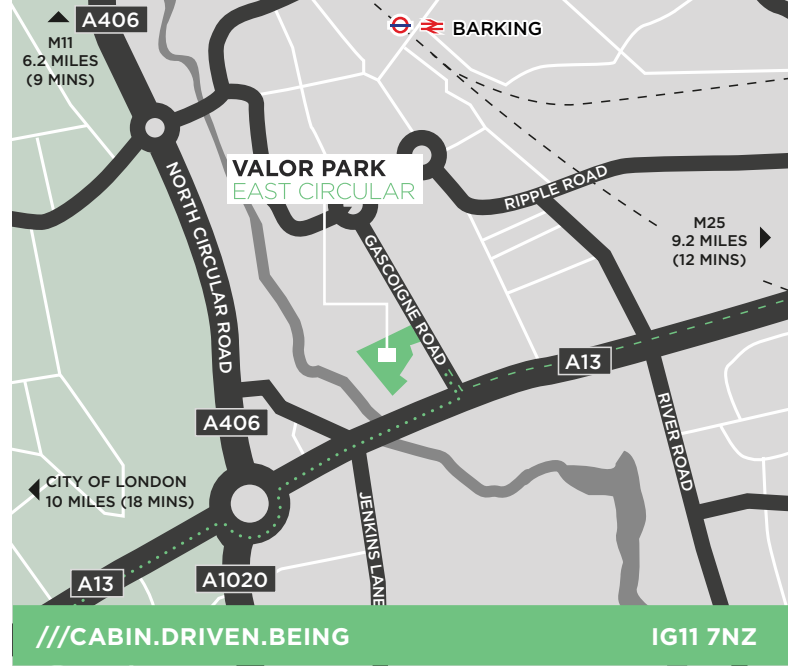 A406
M11
6.2 MILES
(9 MINS)
BARKING
VALOR PARK
EAST CIRCULAR
RIPPLE ROAD
NORTH CIRCULAR ROAD
GASCOIGNE ROAD
M25
9.2 MILES
(12 MINS)
A13
A406
RIVER ROAD
CITY OF LONDON
10 MILES (18 MINS)
JENKINS LANE
A13
A1020
///CABIN.DRIVEN.BEING
IG11 7NZ